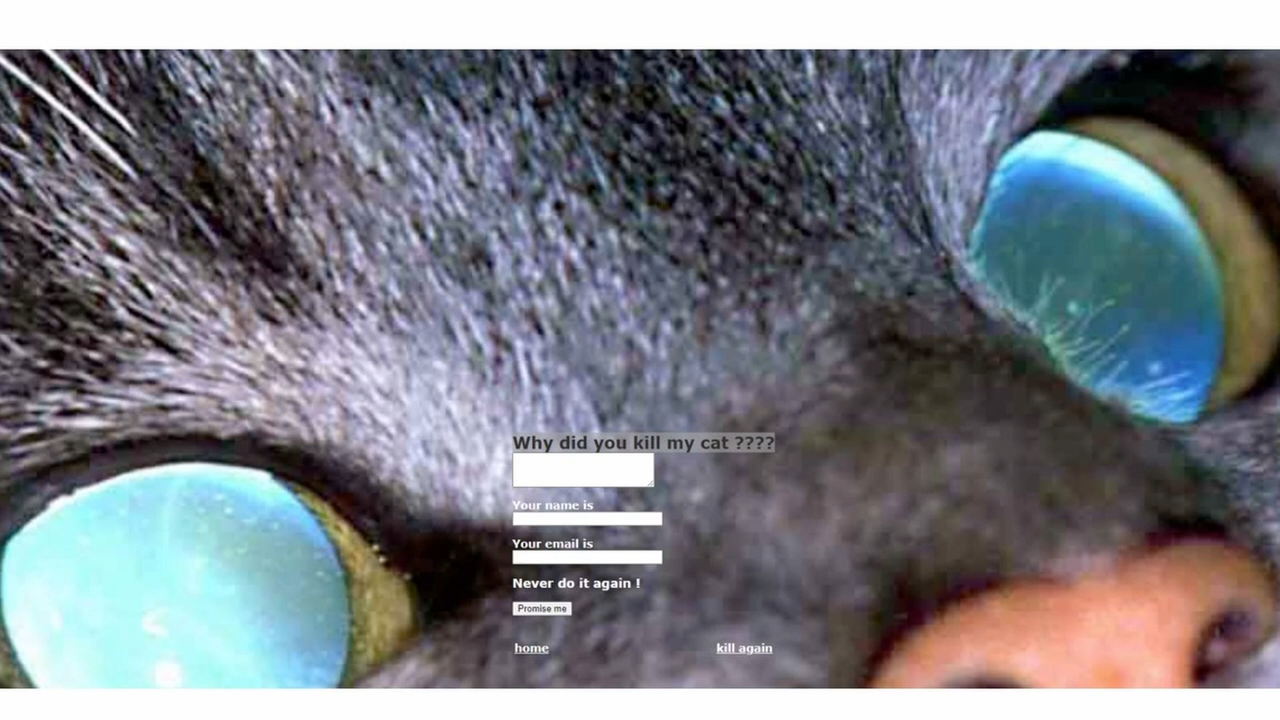 Why did you kill my cat ????
Your name is
Your email is
Never do it again !
Promise me
home kill again